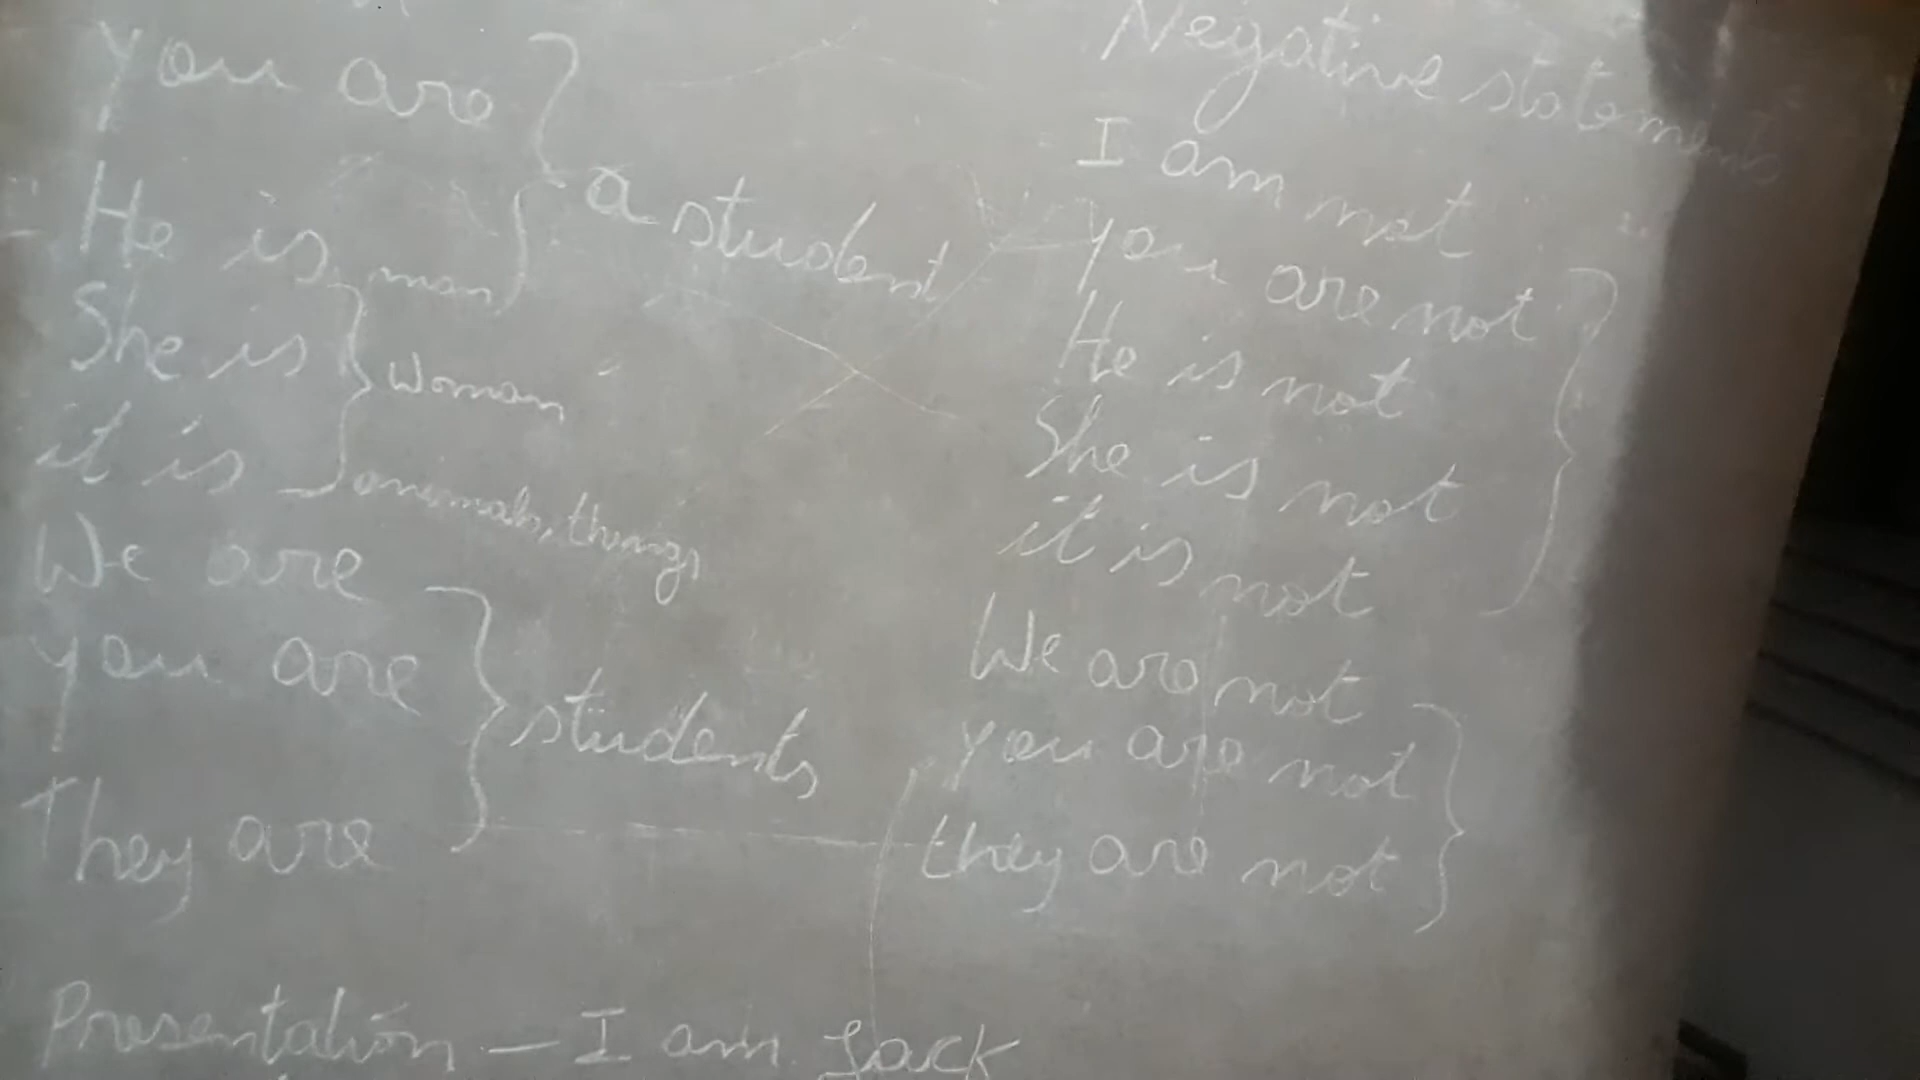 you are
a student
He is man
She is woman
it is animals, things
We are
you are
students
They are
Presentation - I am Jack
Negative statements
I am not
you are not
He is not
She is not
it is not
We are not
you are not
they are not